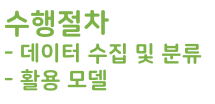 수행절차
- 데이터 수집 및 분류
- 활용 모델